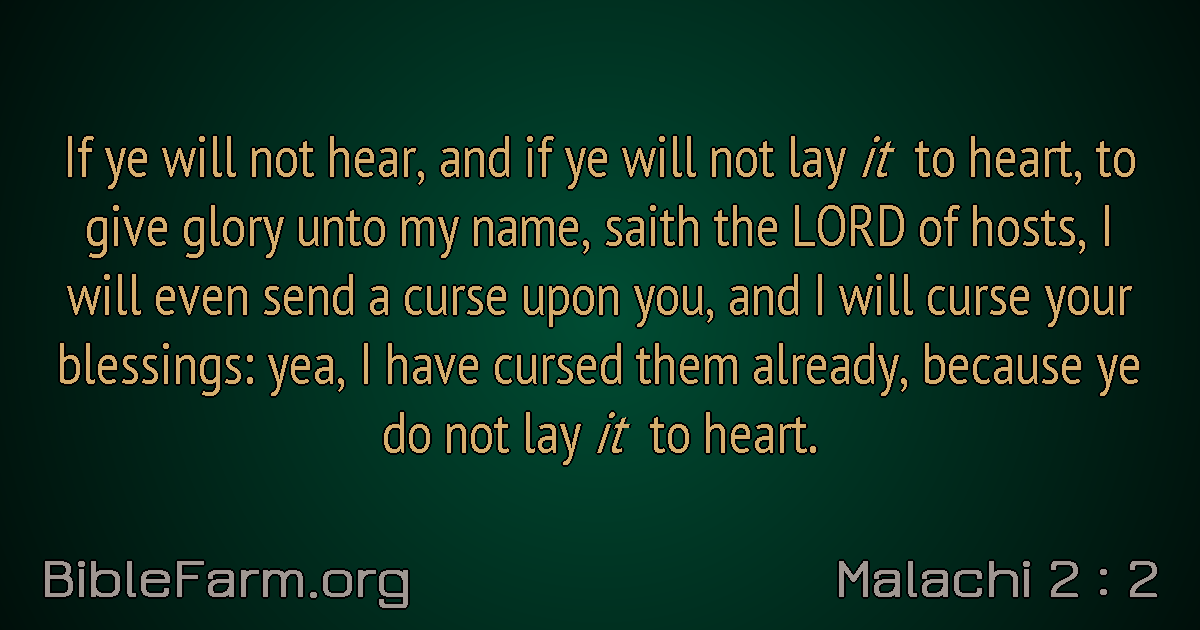 If ye will not hear, and if ye will not lay it to heart, to
give glory unto my name, saith the LORD of hosts, I
will even send a curse upon you, and I will curse your
blessings: yea, I have cursed them already, because ye
do not lay it to heart.
BibleFarm.org
Malachi 2 : 2